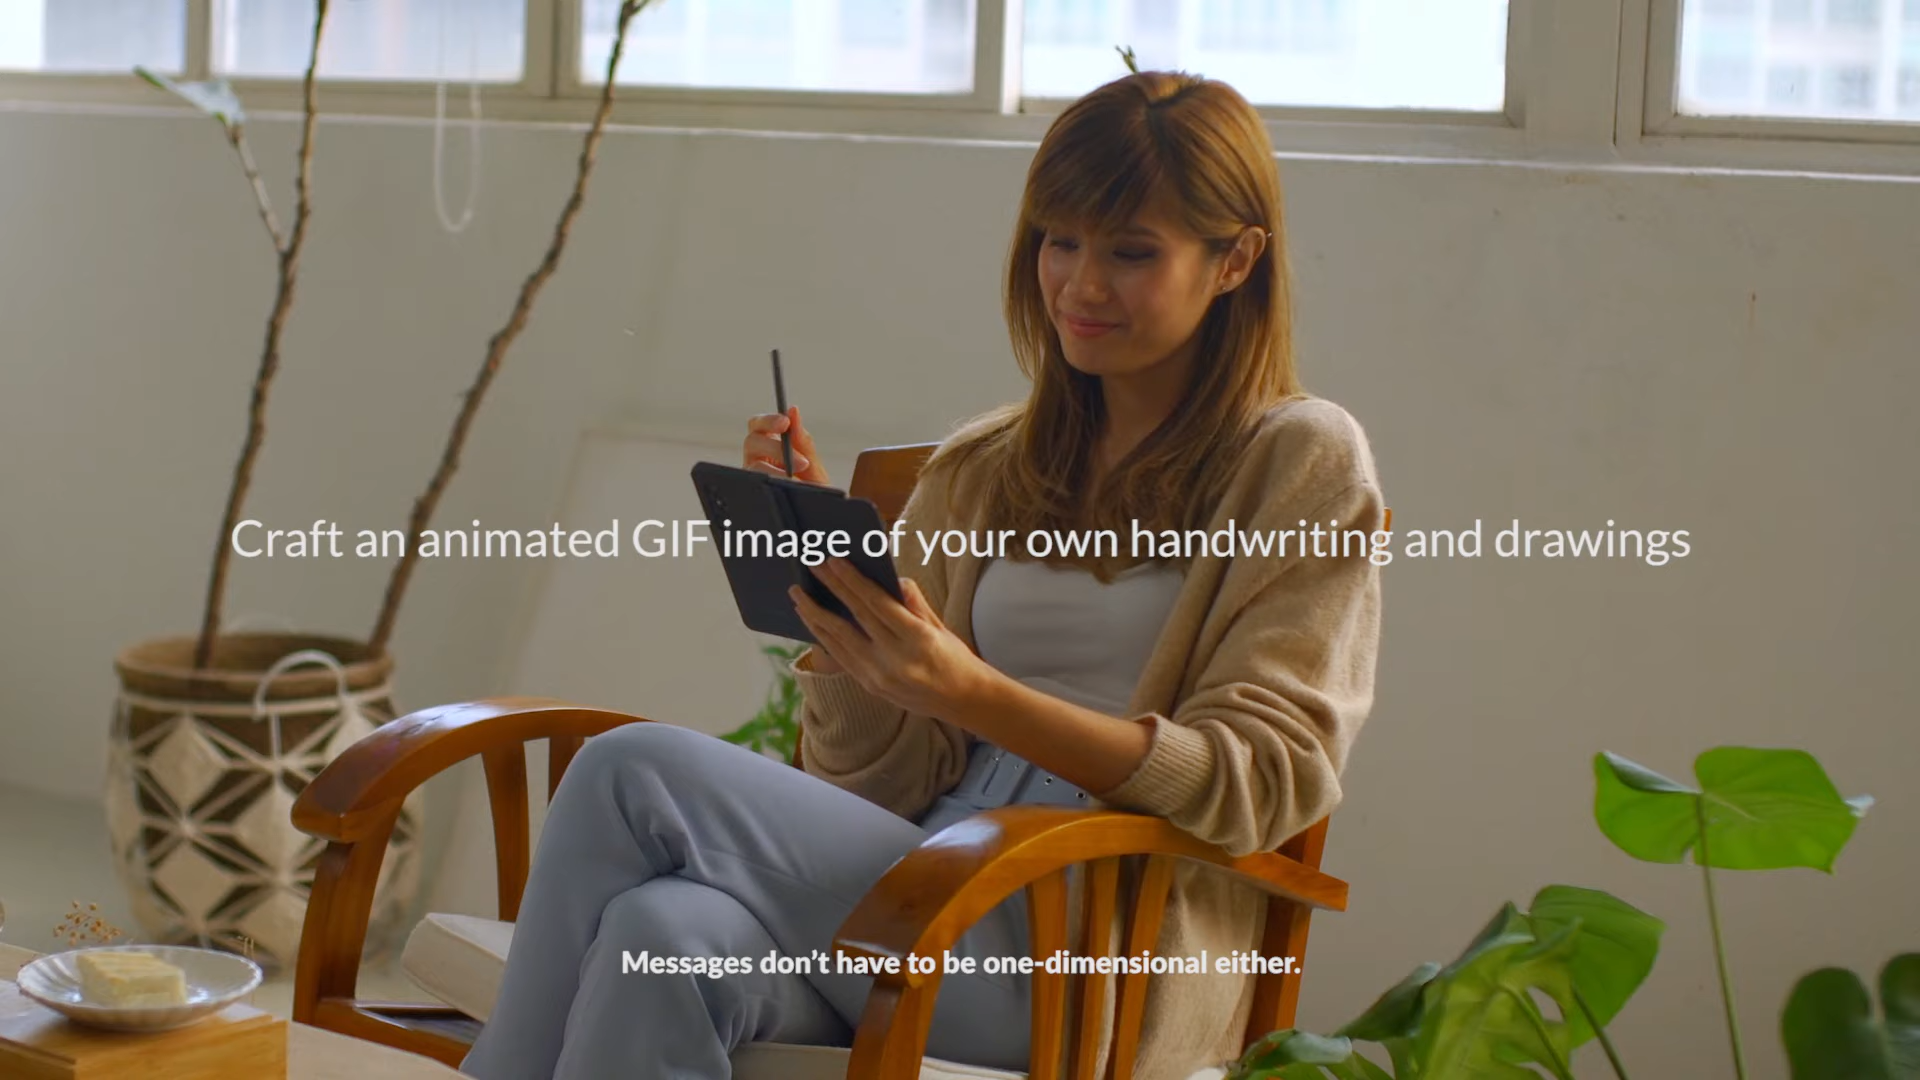 Craft an animated GIF image of your own handwriting and drawings
Messages don’t have to be one-dimensional either.